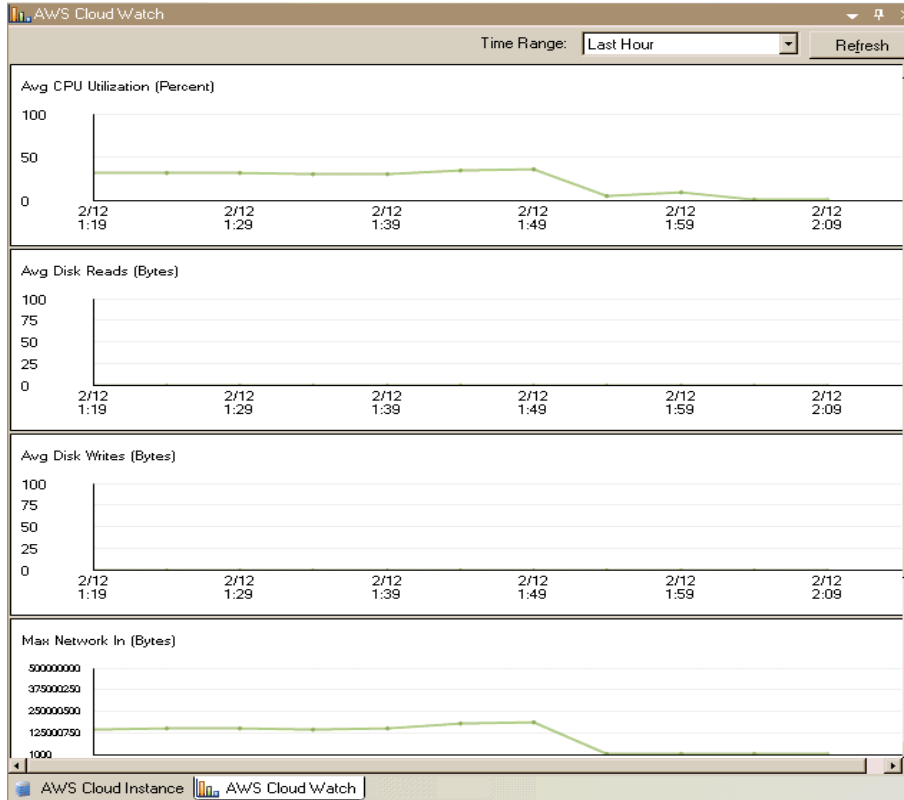 AWS Cloud Watch
Time Range: Last Hour Refresh
Avg CPU Utilization (Percent)
100
50
0
2/12 2/12 2/12 2/12 2/12 2/12
1:19 1:29 1:39 1:49 1:59 2:09
Avg Disk Reads (Bytes)
100
75
50
25
0
2/12 2/12 2/12 2/12 2/12 2/12
1:19 1:29 1:39 1:49 1:59 2:09
Avg Disk Writes (Bytes)
100
75
50
25
0
2/12 2/12 2/12 2/12 2/12 2/12
1:19 1:29 1:39 1:49 1:59 2:09
Max Network In (Bytes)
500000000
375000250
250000500
125000750
1000
AWS Cloud Instance AWS Cloud Watch